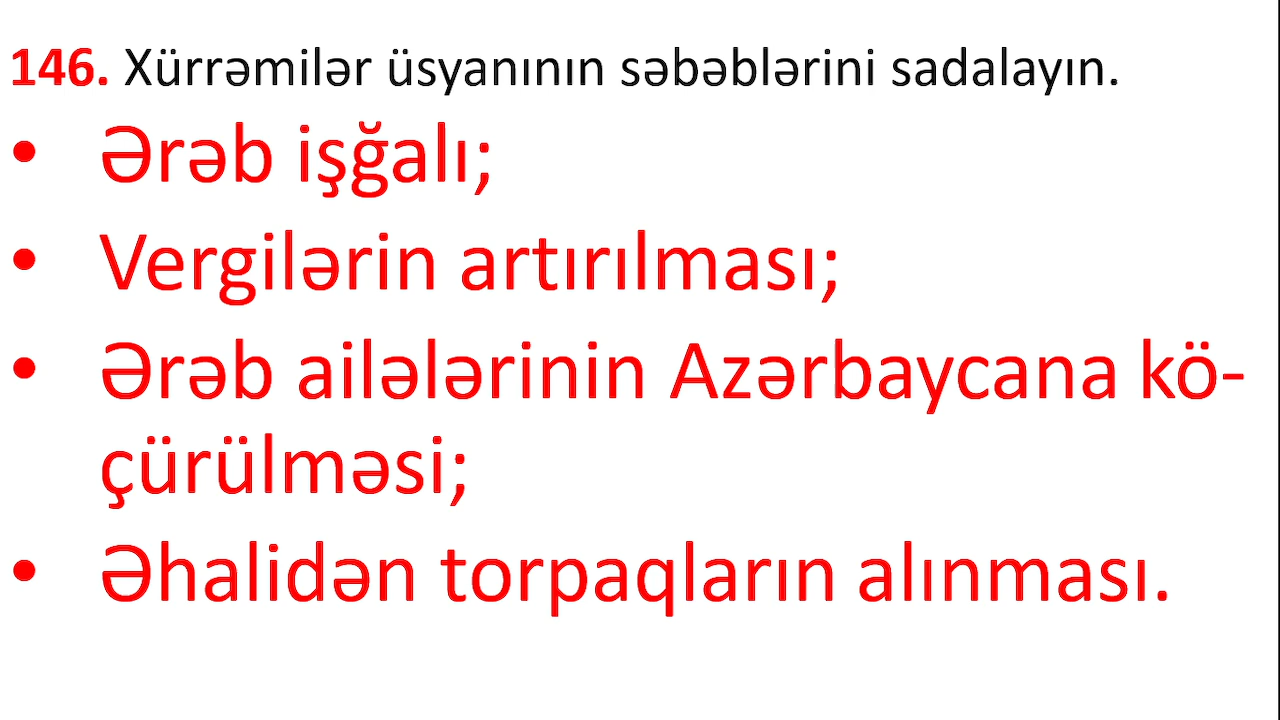 146. Xürrəmilər üsyanının səbəblərini sadalayın.
• Ərəb işğalı;
• Vergilərin artırılması;
• Ərəb ailələrinin Azərbaycana kö-
çürülməsi;
• Əhalidən torpaqların alınması.